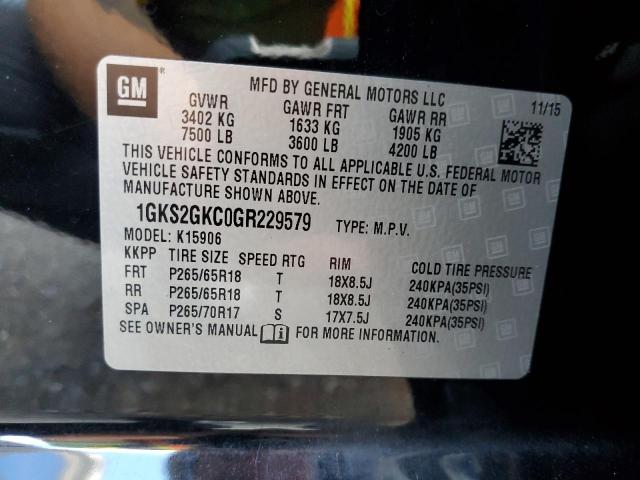 GM ®
MFD BY GENERAL MOTORS LLC
11/15
GVWR GAWR FRT GAWR RR
3402 KG 1633 KG 1905 KG
7500 LB 3600 LB 4200 LB
THIS VEHICLE CONFORMS TO ALL APPLICABLE U.S. FEDERAL MOTOR
VEHICLE SAFETY STANDARDS IN EFFECT ON THE DATE OF
MANUFACTURE SHOWN ABOVE.
1GKS2GKC0GR229579 TYPE: M.P.V.
MODEL: K15906
KKPP TIRE SIZE SPEED RTG RIM COLD TIRE PRESSURE
FRT P265/65R18 T 18X8.5J 240KPA(35PSI)
RR P265/65R18 T 18X8.5J 240KPA(35PSI)
SPA P265/70R17 S 17X7.5J 240KPA(35PSI)
SEE OWNER'S MANUAL FOR MORE INFORMATION.